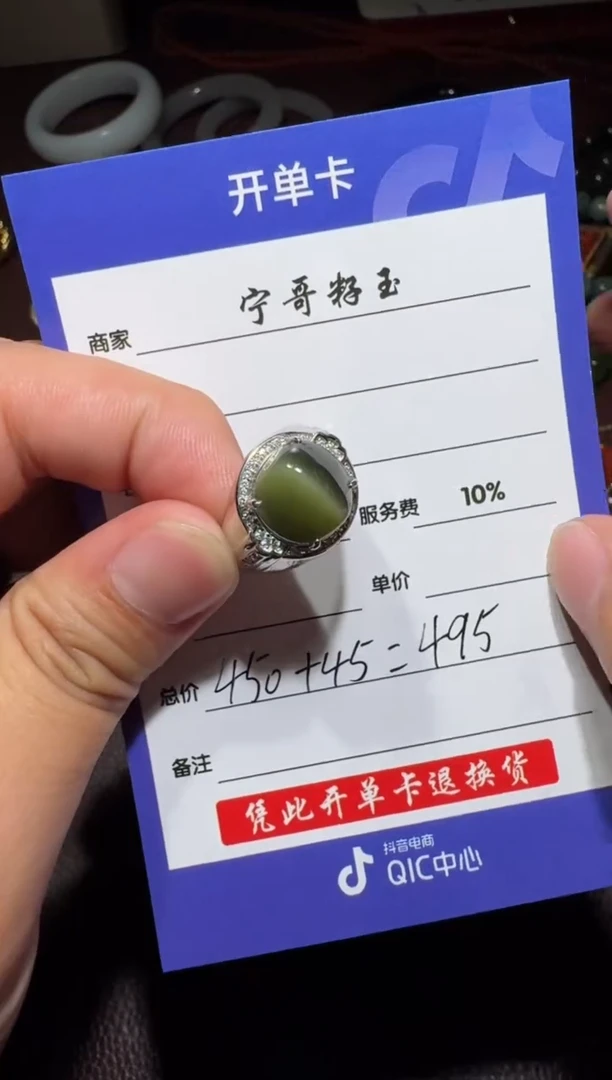 开单卡
商家 宁哥籽玉
服务费 10%
单价
总价 450+45=495
备注
凭此开单卡退换货
抖音电商
QIC中心